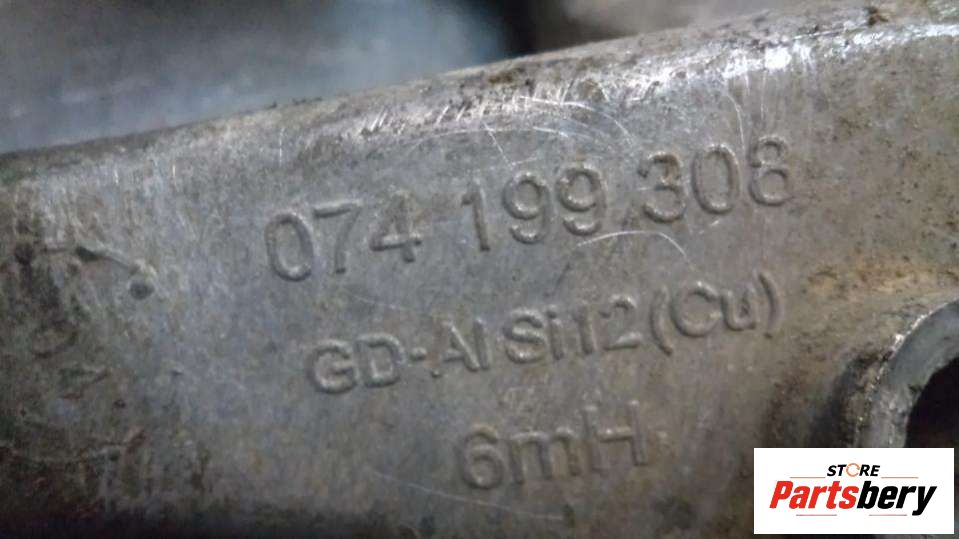 074 199 308
GD-AlSi12(Cu)
6mH
STORE
Partsbery